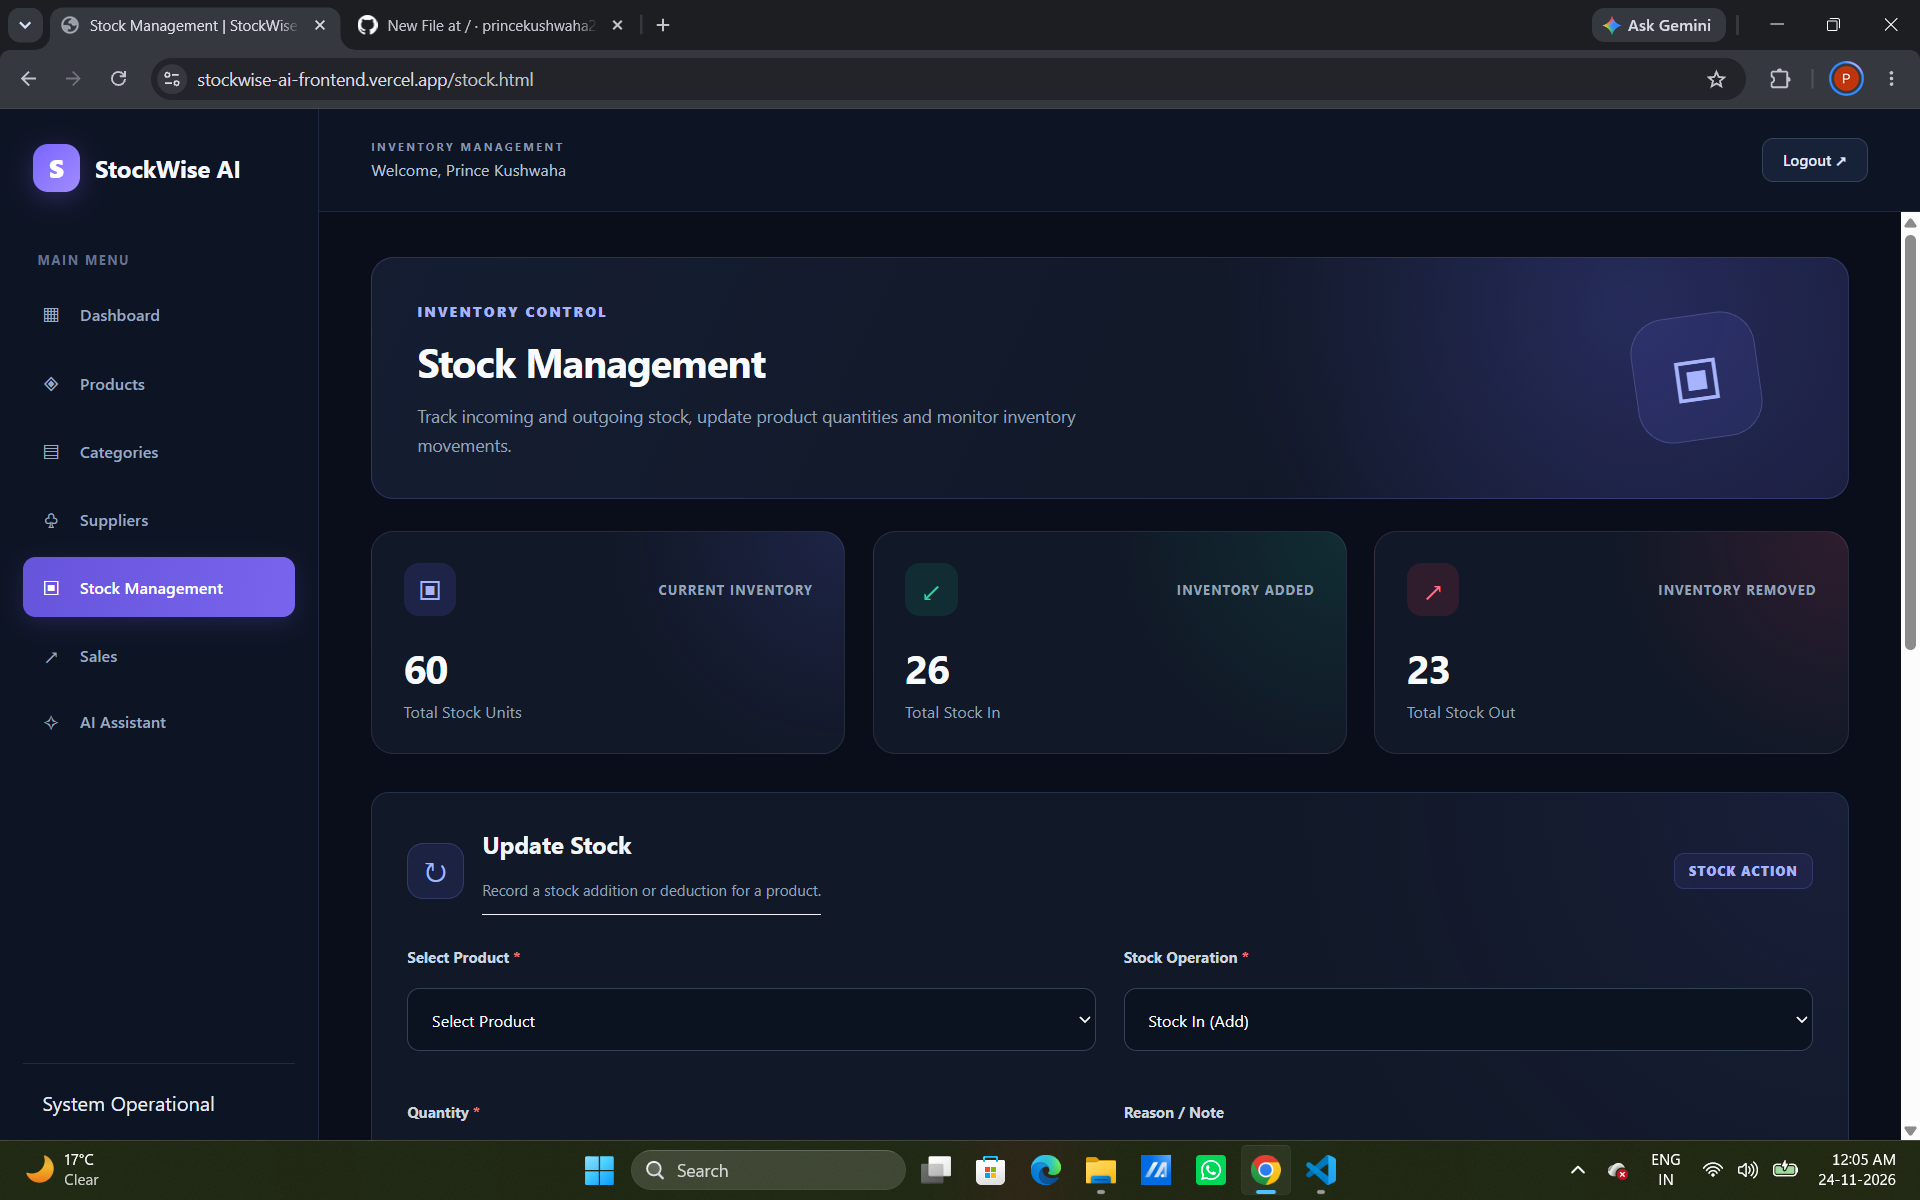 Stock Management | StockWise
New File at / · princekushwaha2
Ask Gemini
stockwise-ai-frontend.vercel.app/stock.html
P
S
StockWise AI
INVENTORY MANAGEMENT
Welcome, Prince Kushwaha
Logout ↗
MAIN MENU
Dashboard
Products
Categories
Suppliers
Stock Management
Sales
AI Assistant
System Operational
INVENTORY CONTROL
Stock Management
Track incoming and outgoing stock, update product quantities and monitor inventory
movements.
CURRENT INVENTORY
60
Total Stock Units
INVENTORY ADDED
26
Total Stock In
INVENTORY REMOVED
23
Total Stock Out
Update Stock
Record a stock addition or deduction for a product.
STOCK ACTION
Select Product *
Select Product
Stock Operation *
Stock In (Add)
Quantity *
Reason / Note
17°C
Clear
Search
ENG
IN
12:05 AM
24-11-2026